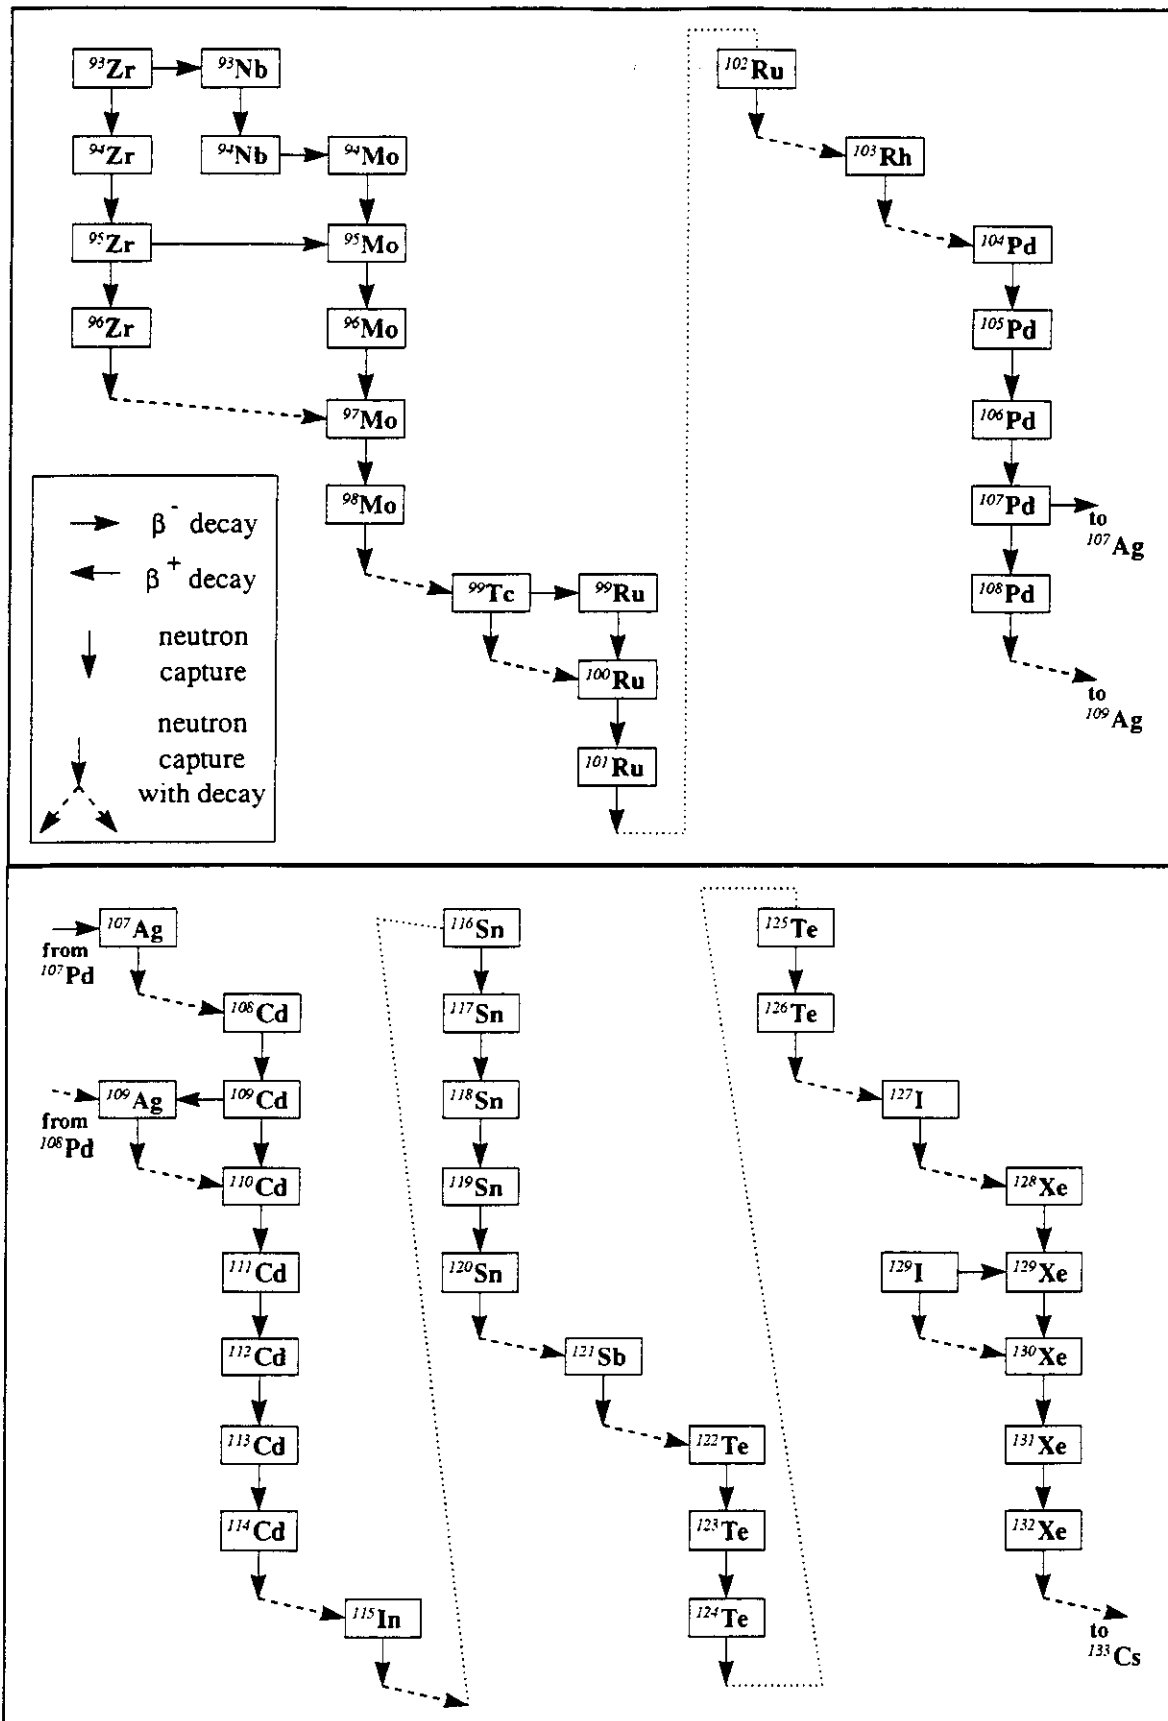 ⁹³Zr
⁹³Nb
⁹⁴Zr
⁹⁴Nb
⁹⁴Mo
⁹⁵Zr
⁹⁵Mo
⁹⁶Zr
⁹⁶Mo
⁹⁷Mo
⁹⁸Mo
⁹⁹Tc
⁹⁹Ru
¹⁰⁰Ru
¹⁰¹Ru
β⁻ decay
β⁺ decay
neutron
capture
neutron
capture
with decay
¹⁰²Ru
¹⁰³Rh
¹⁰⁴Pd
¹⁰⁵Pd
¹⁰⁶Pd
¹⁰⁷Pd
to
¹⁰⁷Ag
¹⁰⁸Pd
to
¹⁰⁹Ag
¹⁰⁷Ag
from
¹⁰⁷Pd
¹⁰⁸Cd
¹⁰⁹Ag
¹⁰⁹Cd
from
¹⁰⁸Pd
¹¹⁰Cd
¹¹¹Cd
¹¹²Cd
¹¹³Cd
¹¹⁴Cd
¹¹⁵In
¹¹⁶Sn
¹¹⁷Sn
¹¹⁸Sn
¹¹⁹Sn
¹²⁰Sn
¹²¹Sb
¹²²Te
¹²³Te
¹²⁴Te
¹²⁵Te
¹²⁶Te
¹²⁷I
¹²⁸Xe
¹²⁹I
¹²⁹Xe
¹³⁰Xe
¹³¹Xe
¹³²Xe
to
¹³³Cs